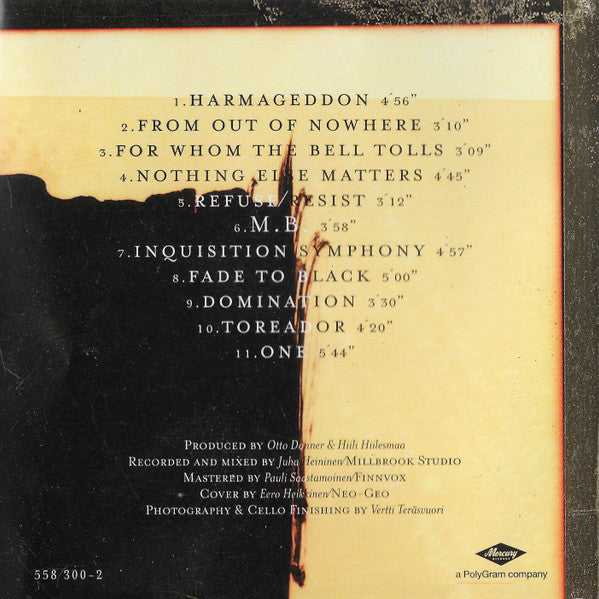 1.HARMAGEDDON 4´56”
2.FROM OUT OF NOWHERE 3´10”
3.FOR WHOM THE BELL TOLLS 3´09”
4.NOTHING ELSE MATTERS 4´45”
5.REFUSE/RESIST 3´12”
6.M.B. 3´58”
7.INQUISITION SYMPHONY 4´57”
8.FADE TO BLACK 5´00”
9.DOMINATION 3´30”
10.TOREADOR 4´20”
11.ONE 5´44”
PRODUCED BY Otto Donner & Hiili Hiilesmaa
RECORDED AND MIXED BY Juha Heininen/MILLBROOK STUDIO
MASTERED BY Pauli Saastamoinen/FINNVOX
COVER BY Eero Heikkinen/NEO-GEO
PHOTOGRAPHY & CELLO FINISHING BY Vertti Teräsvuori
558 300-2
Mercury
RECORDS
a PolyGram company